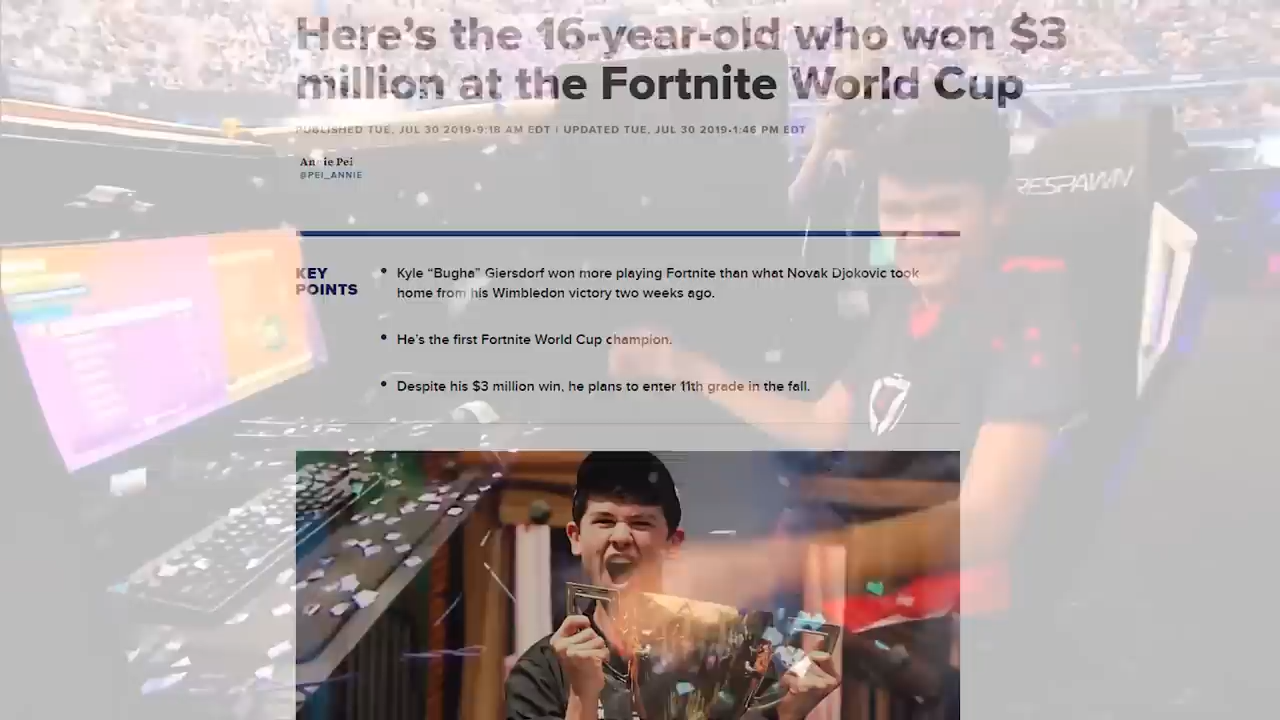 Here's the 16-year-old who won $3
million at the Fortnite World Cup
PUBLISHED TUE, JUL 30 2019•9:18 AM EDT | UPDATED TUE, JUL 30 2019•1:46 PM EDT
Annie Pei
@PEI_ANNIE
RESPAWN
KEY
POINTS
• Kyle “Bugha” Giersdorf won more playing Fortnite than what Novak Djokovic took
home from his Wimbledon victory two weeks ago.
• He's the first Fortnite World Cup champion.
• Despite his $3 million win, he plans to enter 11th grade in the fall.